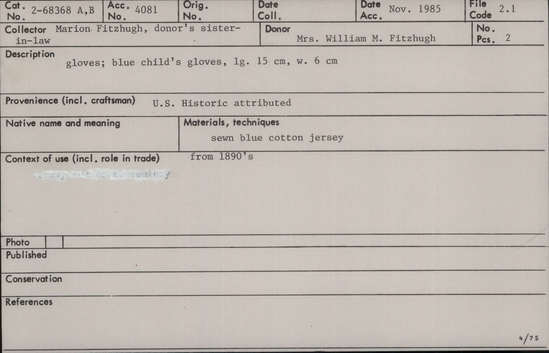 Cat. No. 2-68368 A,B Acc. No. 4081 Orig. No. Date Coll. Date Acc. Nov. 1985 File Code 2.1
Collector Marion Fitzhugh, donor's sister-in-law Donor Mrs. William M. Fitzhugh No. Pcs. 2
Description
gloves; blue child's gloves, lg. 15 cm, w. 6 cm
Provenience (incl. craftsman) U.S. Historic attributed
Native name and meaning Materials, techniques
sewn blue cotton jersey
Context of use (incl. role in trade) from 1890's
Photo
Published
Conservation
References
4/75